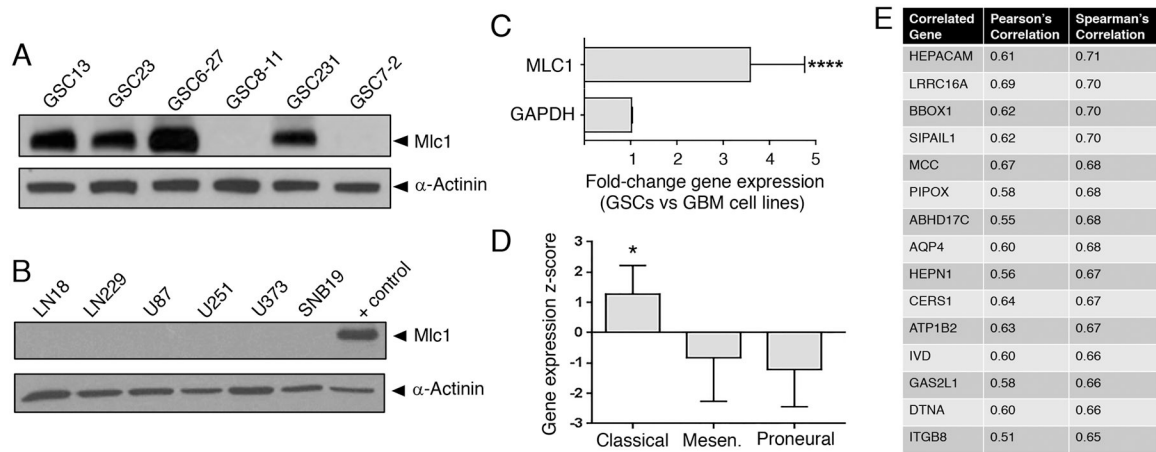 A
GSC13
GSC23
GSC6-27
GSC8-11
GSC231
GSC7-2
Mlc1
α-Actinin
B
LN18
LN229
U87
U251
U373
SNB19
+ control
Mlc1
α-Actinin
C
MLC1
****
GAPDH
1 2 3 4 5
Fold-change gene expression
(GSCs vs GBM cell lines)
D
Gene expression z-score
3
2
1
0
-1
-2
-3
*
Classical Mesen. Proneural
E
Correlated Gene Pearson's Correlation Spearman's Correlation
HEPACAM 0.61 0.71
LRRC16A 0.69 0.70
BBOX1 0.62 0.70
SIPAIL1 0.62 0.70
MCC 0.67 0.68
PIPOX 0.58 0.68
ABHD17C 0.55 0.68
AQP4 0.60 0.68
HEPN1 0.56 0.67
CERS1 0.64 0.67
ATP1B2 0.63 0.67
IVD 0.60 0.66
GAS2L1 0.58 0.66
DTNA 0.60 0.66
ITGB8 0.51 0.65